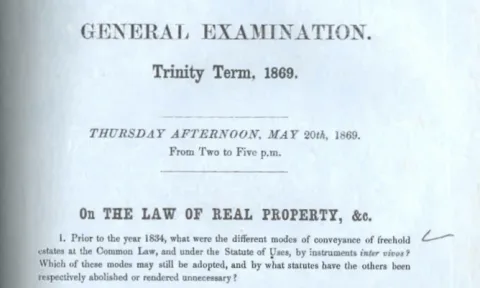 GENERAL EXAMINATION.
Trinity Term, 1869.
THURSDAY AFTERNOON, MAY 20th, 1869.
From Two to Five p.m.
On THE LAW OF REAL PROPERTY, &c.
1. Prior to the year 1834, what were the different modes of conveyance of freehold
estates at the Common Law, and under the Statute of Uses, by instruments inter vivos?
Which of these modes may still be adopted, and by what statutes have the others been
respectively abolished or rendered unnecessary?